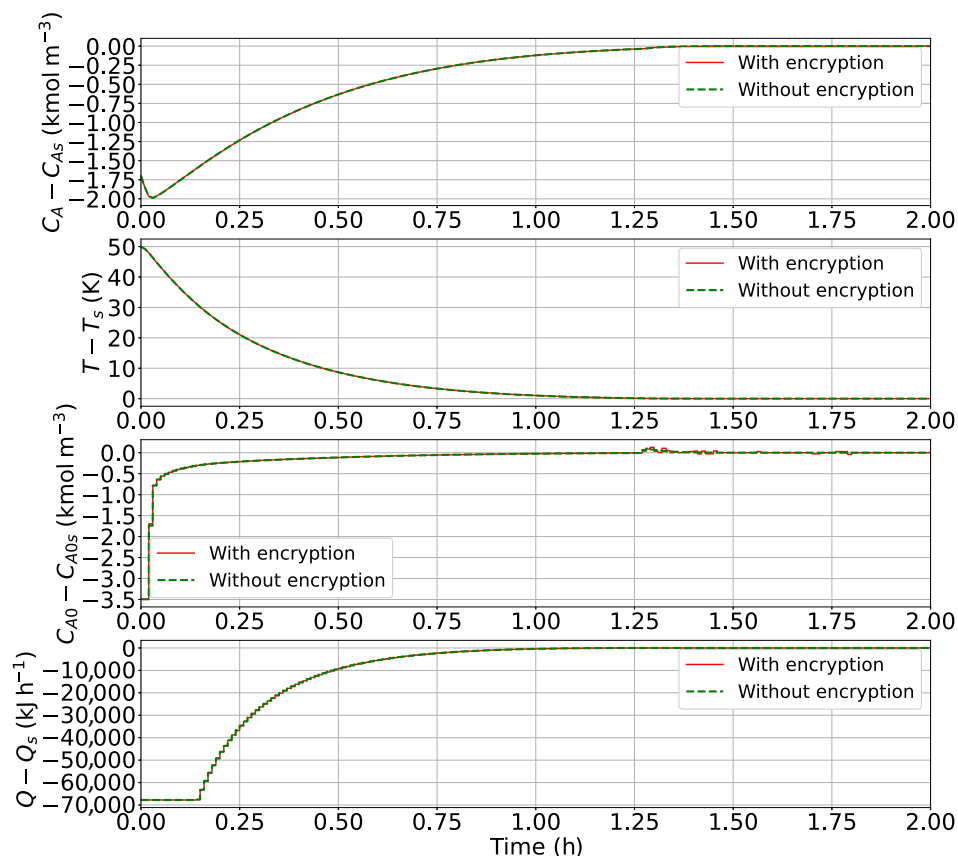 C_A − C_As (kmol m⁻³)
0.00
−0.25
−0.50
−0.75
−1.00
−1.25
−1.50
−1.75
−2.00
With encryption
Without encryption
0.00 0.25 0.50 0.75 1.00 1.25 1.50 1.75 2.00
T − T_s (K)
50
40
30
20
10
0
With encryption
Without encryption
0.00 0.25 0.50 0.75 1.00 1.25 1.50 1.75 2.00
C_A0 − C_A0s (kmol m⁻³)
0.0
−0.5
−1.0
−1.5
−2.0
−2.5
−3.0
−3.5
With encryption
Without encryption
0.00 0.25 0.50 0.75 1.00 1.25 1.50 1.75 2.00
Q − Q_s (kJ h⁻¹)
0
−10,000
−20,000
−30,000
−40,000
−50,000
−60,000
−70,000
With encryption
Without encryption
0.00 0.25 0.50 0.75 1.00 1.25 1.50 1.75 2.00
Time (h)